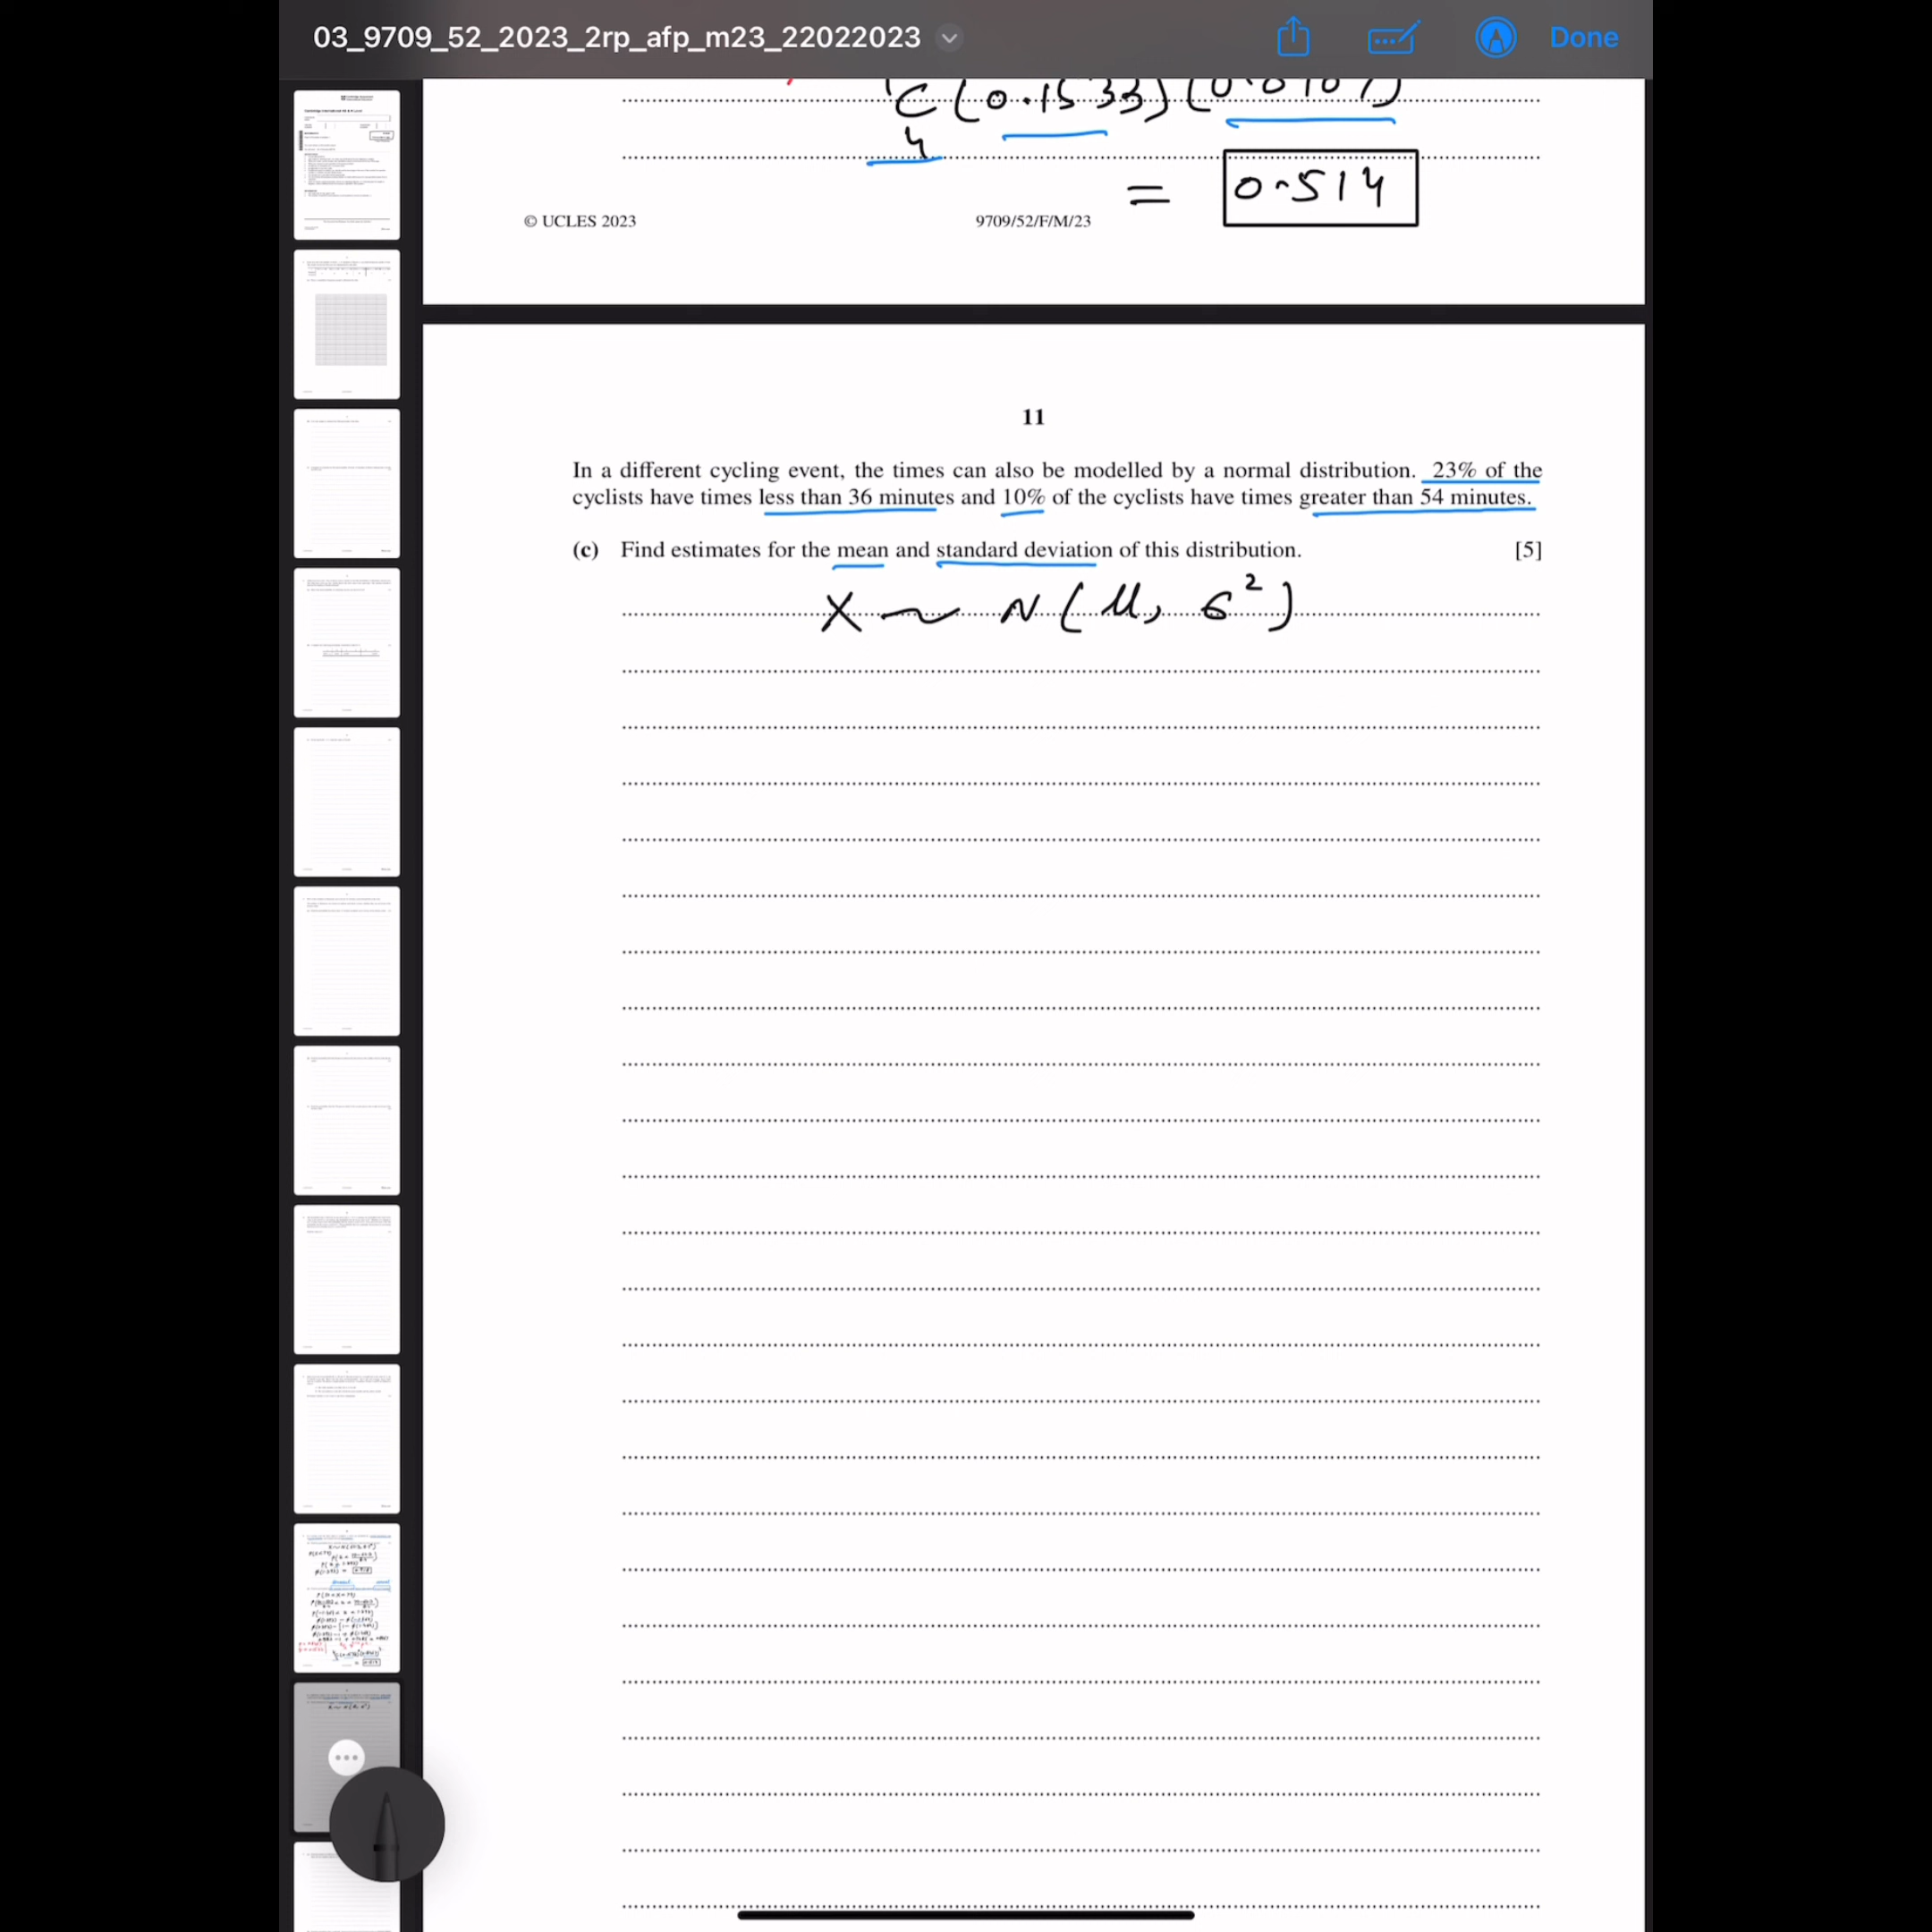 03_9709_52_2023_2rp_afp_m23_22022023
Done
C (0.1533) (
4
= 0.514
© UCLES 2023
9709/52/F/M/23
11
In a different cycling event, the times can also be modelled by a normal distribution. 23% of the
cyclists have times less than 36 minutes and 10% of the cyclists have times greater than 54 minutes.
(c) Find estimates for the mean and standard deviation of this distribution. [5]
X ~ N ( μ, σ² )